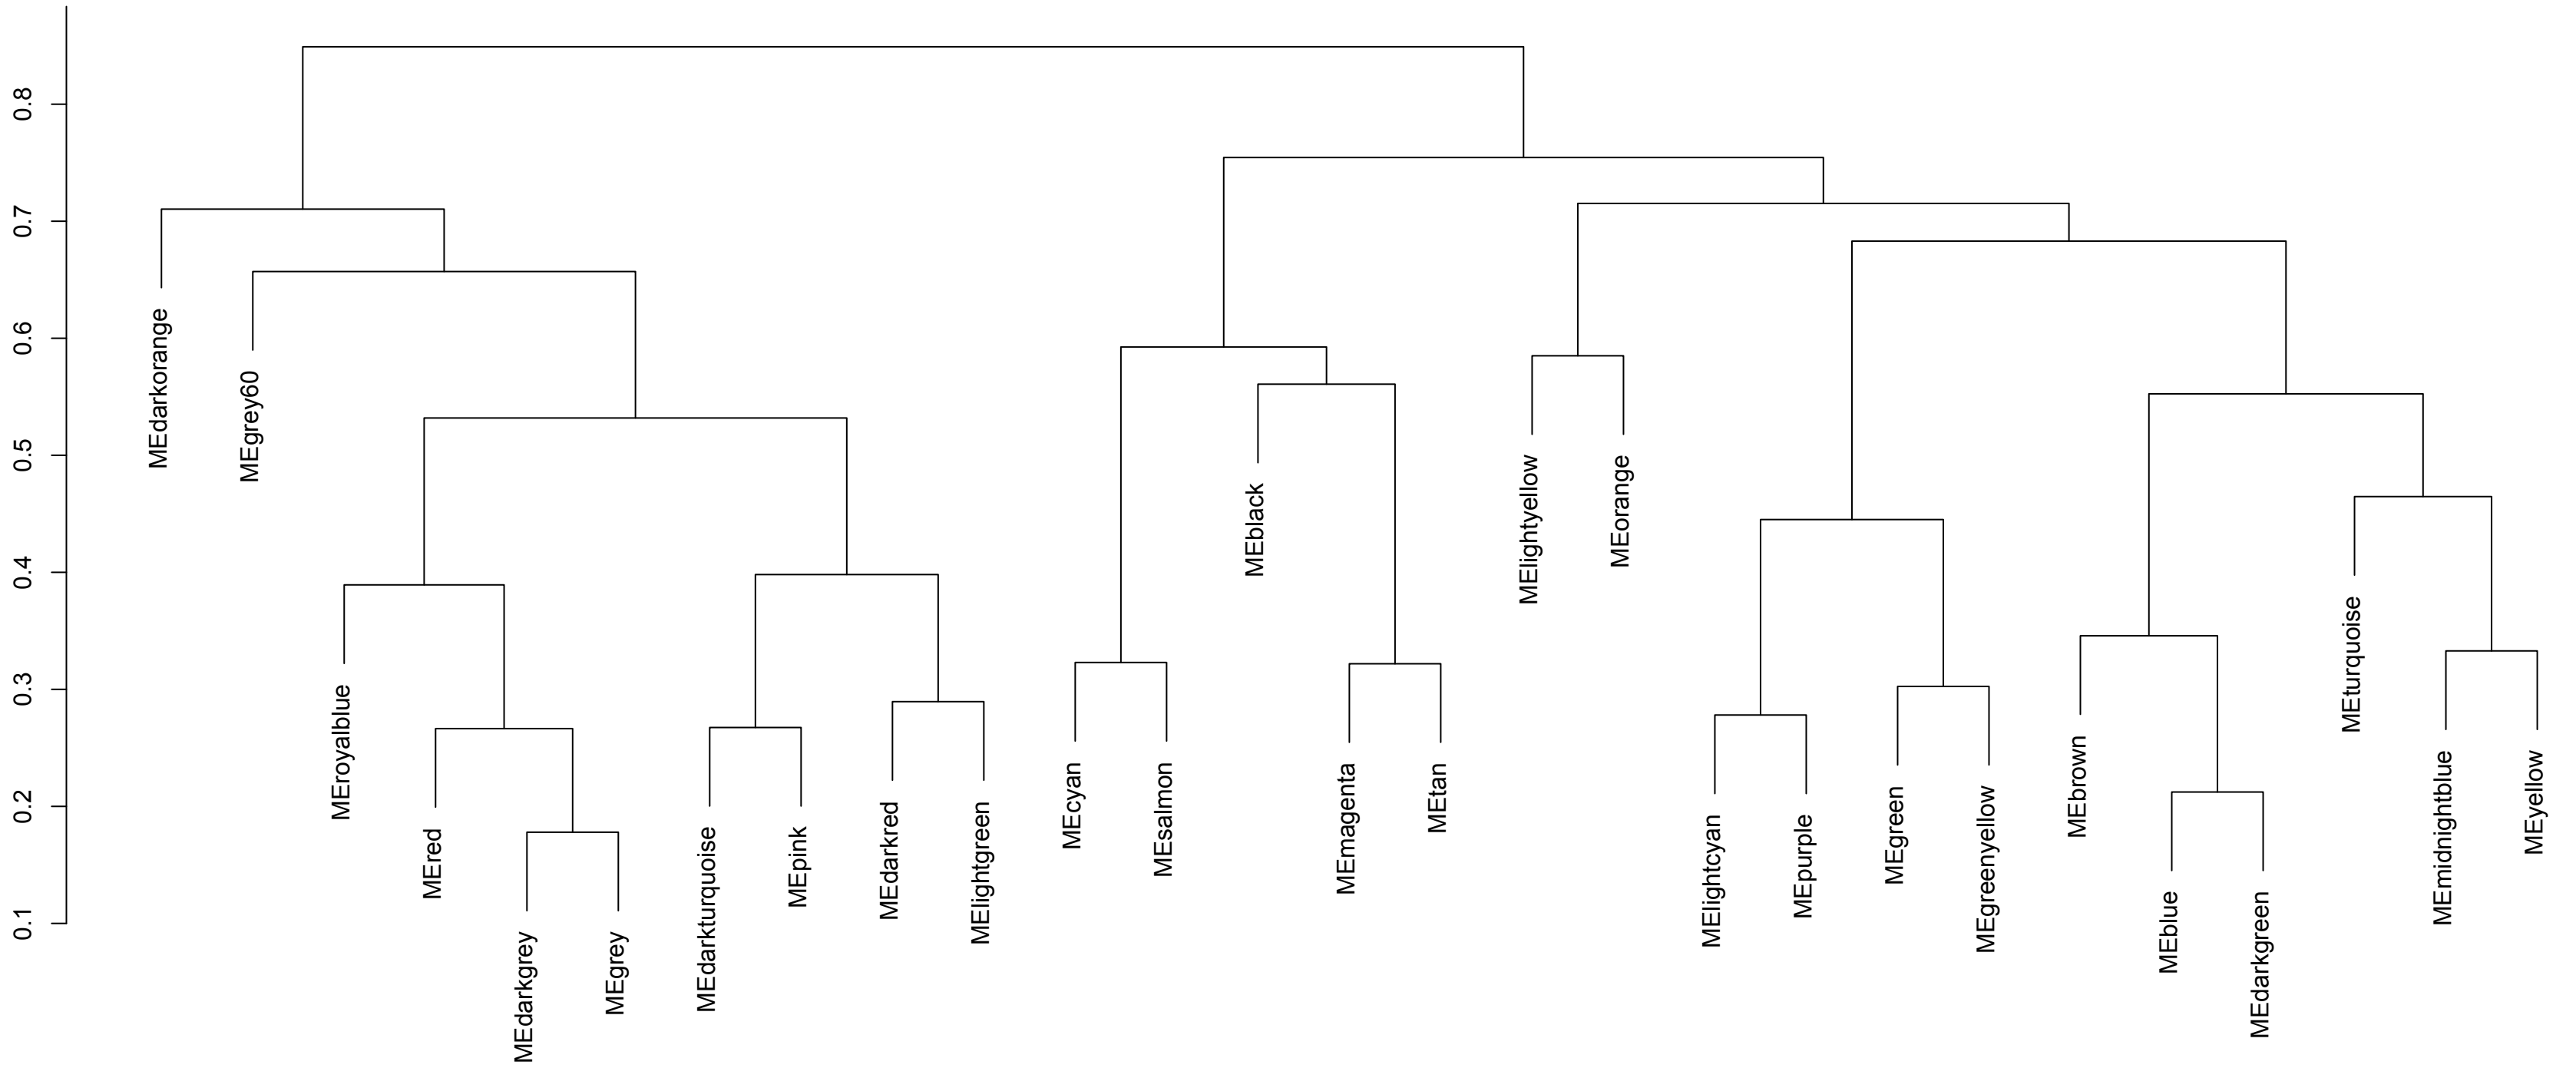 0.8
0.7
0.6
0.5
0.4
0.3
0.2
0.1
MEdarkorange
MEgrey60
MEroyalblue
MEred
MEdarkgrey
MEgrey
MEdarkturquoise
MEpink
MEdarkred
MElightgreen
MEcyan
MEsalmon
MEblack
MEmagenta
MEtan
MElightyellow
MEorange
MElightcyan
MEpurple
MEgreen
MEgreenyellow
MEbrown
MEblue
MEdarkgreen
MEturquoise
MEmidnightblue
MEyellow